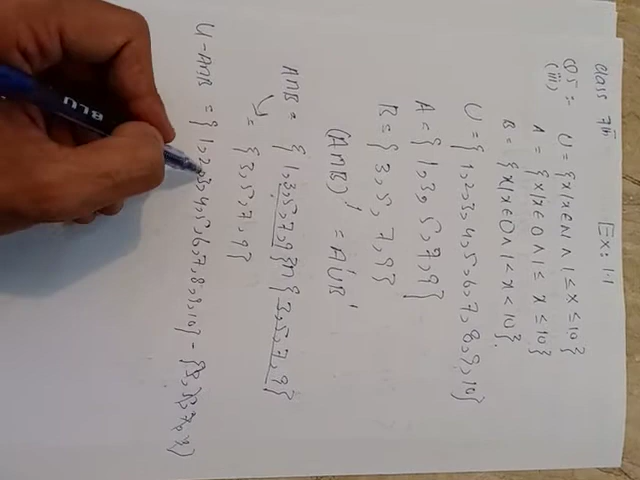 Class 7th Ex: 1.1
Q5:
(iii) U = {x|x∈N ∧ 1 ≤ x ≤ 10}
A = {x|x∈O ∧ 1 ≤ x ≤ 10}
B = {x|x∈O ∧ 1 < x < 10}.
U = {1,2,3,4,5,6,7,8,9,10}
A = {1,3,5,7,9}
B = {3,5,7,9}
(A∩B)' = A'∪B'
A∩B = {1,3,5,7,9}∩{3,5,7,9}
= {3,5,7,9}
U-A∩B = {1,2,3,4,5,6,7,8,9,10} - {3,5,7,9}
BLU